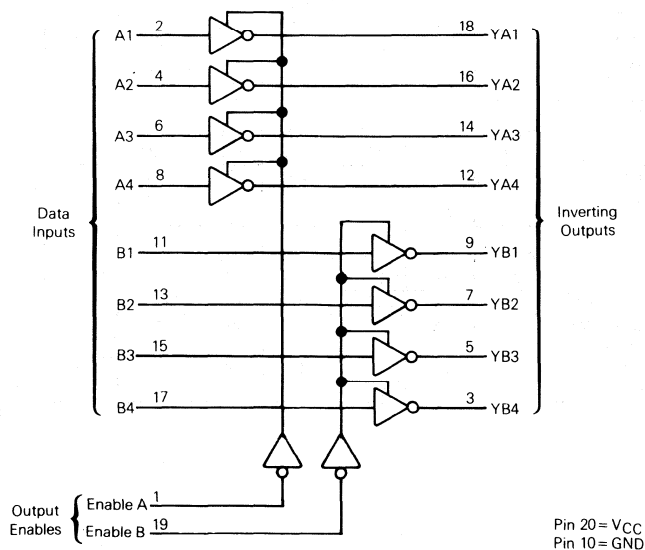 A1 2 18 YA1
A2 4 16 YA2
A3 6 14 YA3
A4 8 12 YA4
Data
Inputs
Inverting
Outputs
B1 11 9 YB1
B2 13 7 YB2
B3 15 5 YB3
B4 17 3 YB4
Output
Enables
Enable A 1
Enable B 19
Pin 20 = VCC
Pin 10 = GND